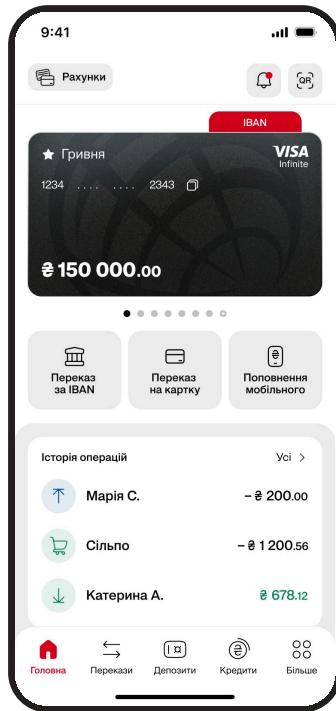 9:41
Рахунки
QR
IBAN
Гривня
VISA
Infinite
1234 .... .... 2343
₴ 150 000.00
Переказ
за IBAN
Переказ
на картку
Поповнення
мобільного
Історія операцій
Усі >
Марія С.
– ₴ 200.00
Сільпо
– ₴ 1 200.56
Катерина А.
₴ 678.12
Головна
Перекази
Депозити
Кредити
Більше